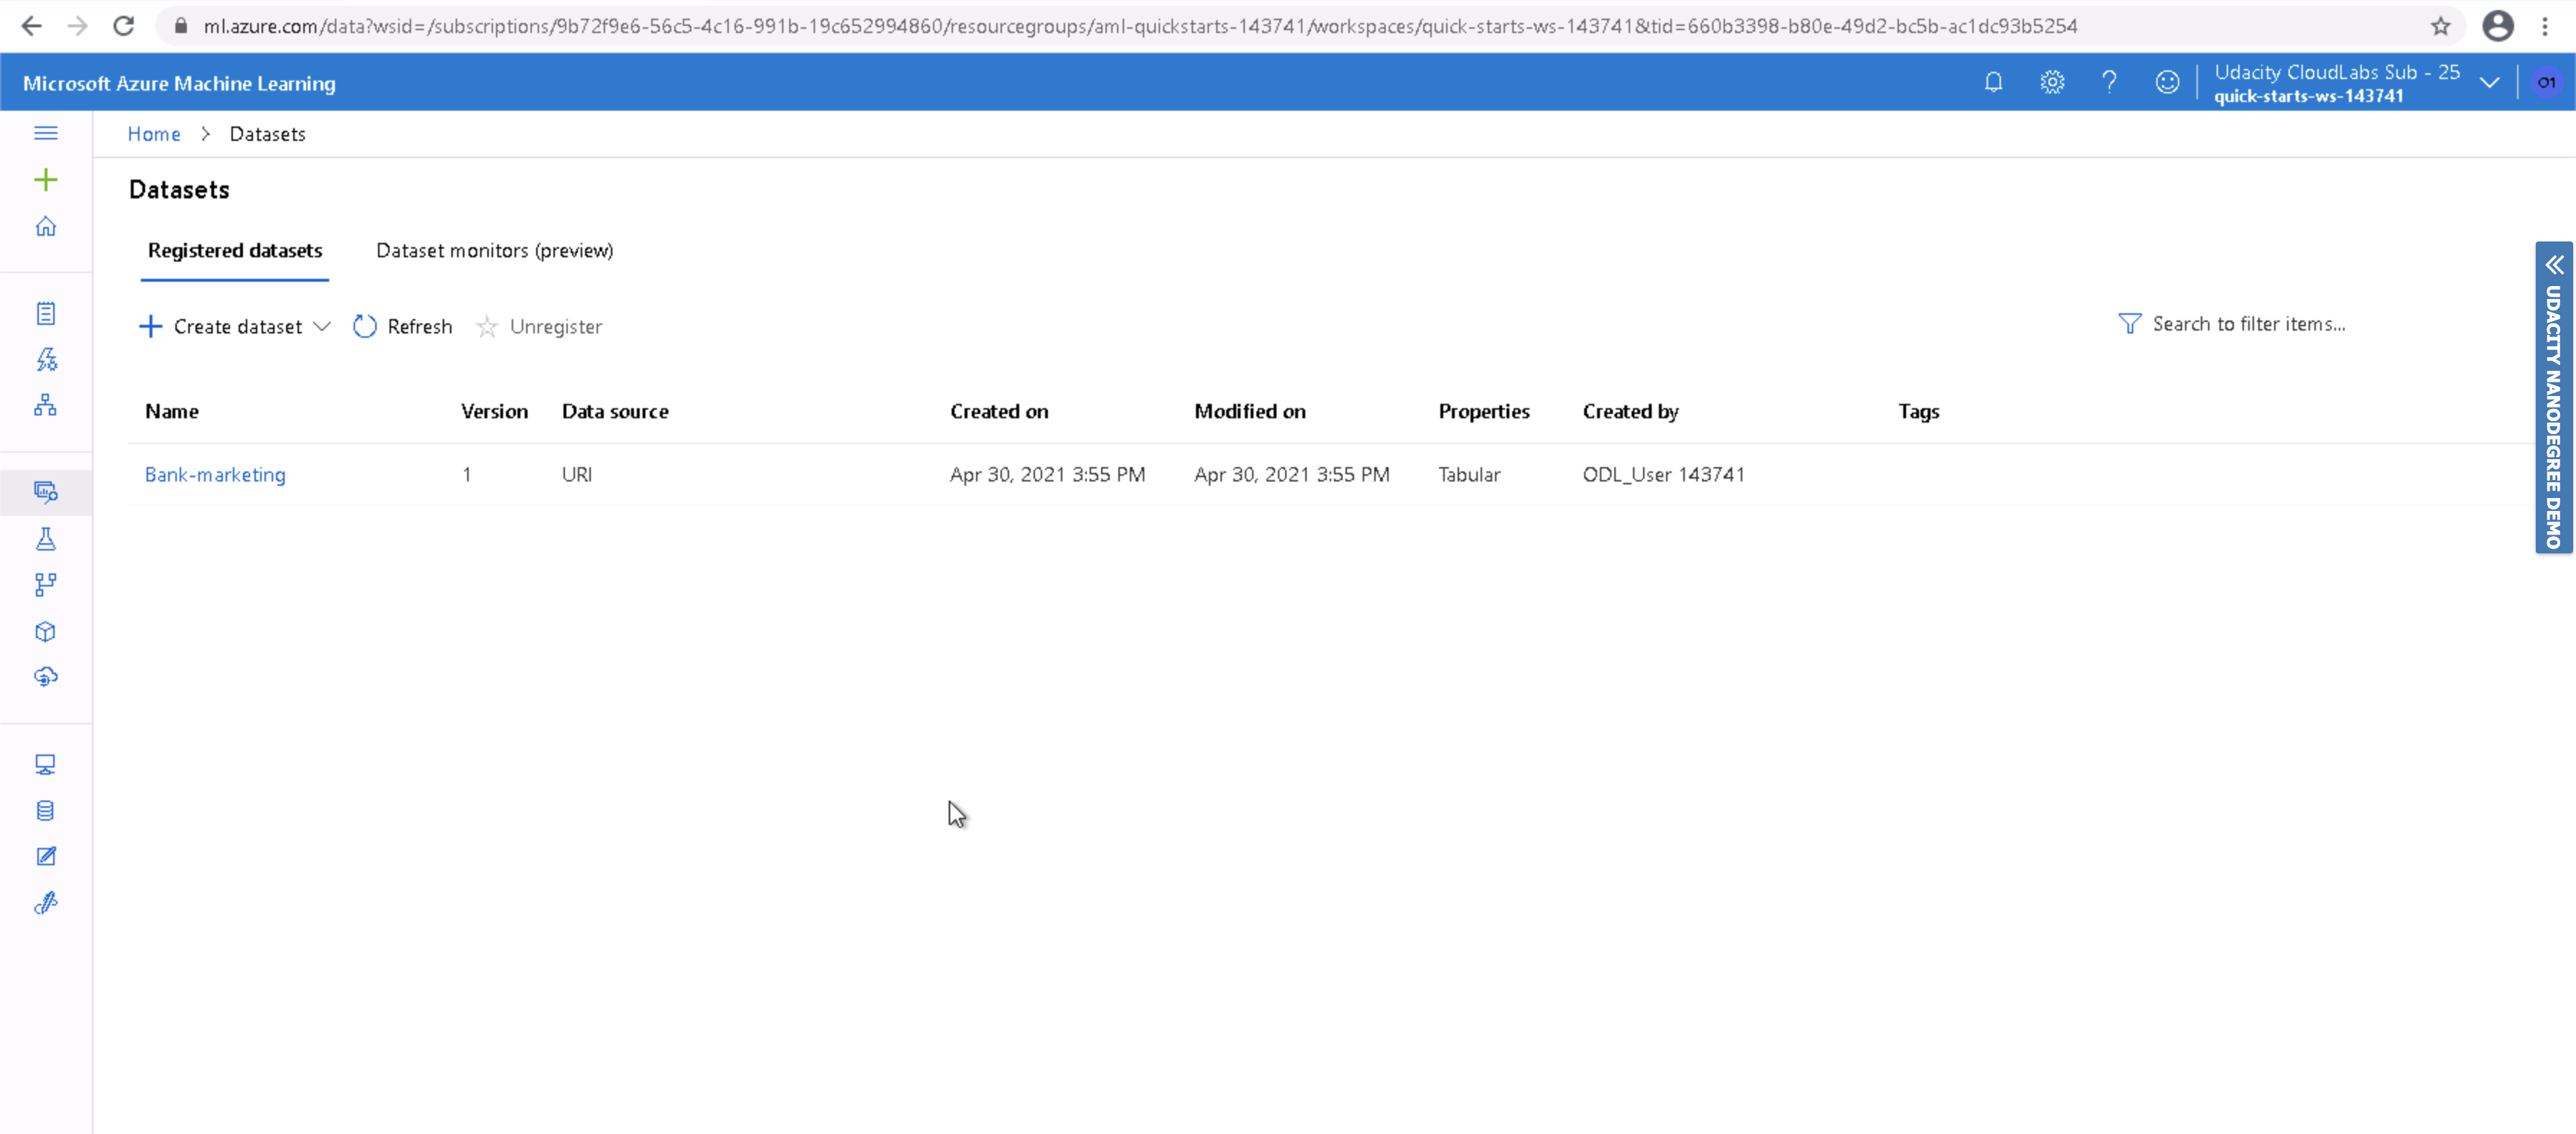 ml.azure.com/data?wsid=/subscriptions/9b72f9e6-56c5-4c16-991b-19c652994860/resourcegroups/aml-quickstarts-143741/workspaces/quick-starts-ws-143741&tid=660b3398-b80e-49d2-bc5b-ac1dc93b5254
Microsoft Azure Machine Learning
Udacity CloudLabs Sub - 25
quick-starts-ws-143741
O1
Home > Datasets
Datasets
Registered datasets Dataset monitors (preview)
Create dataset Refresh Unregister Search to filter items...
Name Version Data source Created on Modified on Properties Created by Tags
Bank-marketing 1 URI Apr 30, 2021 3:55 PM Apr 30, 2021 3:55 PM Tabular ODL_User 143741
UDACITY NANODEGREE DEMO